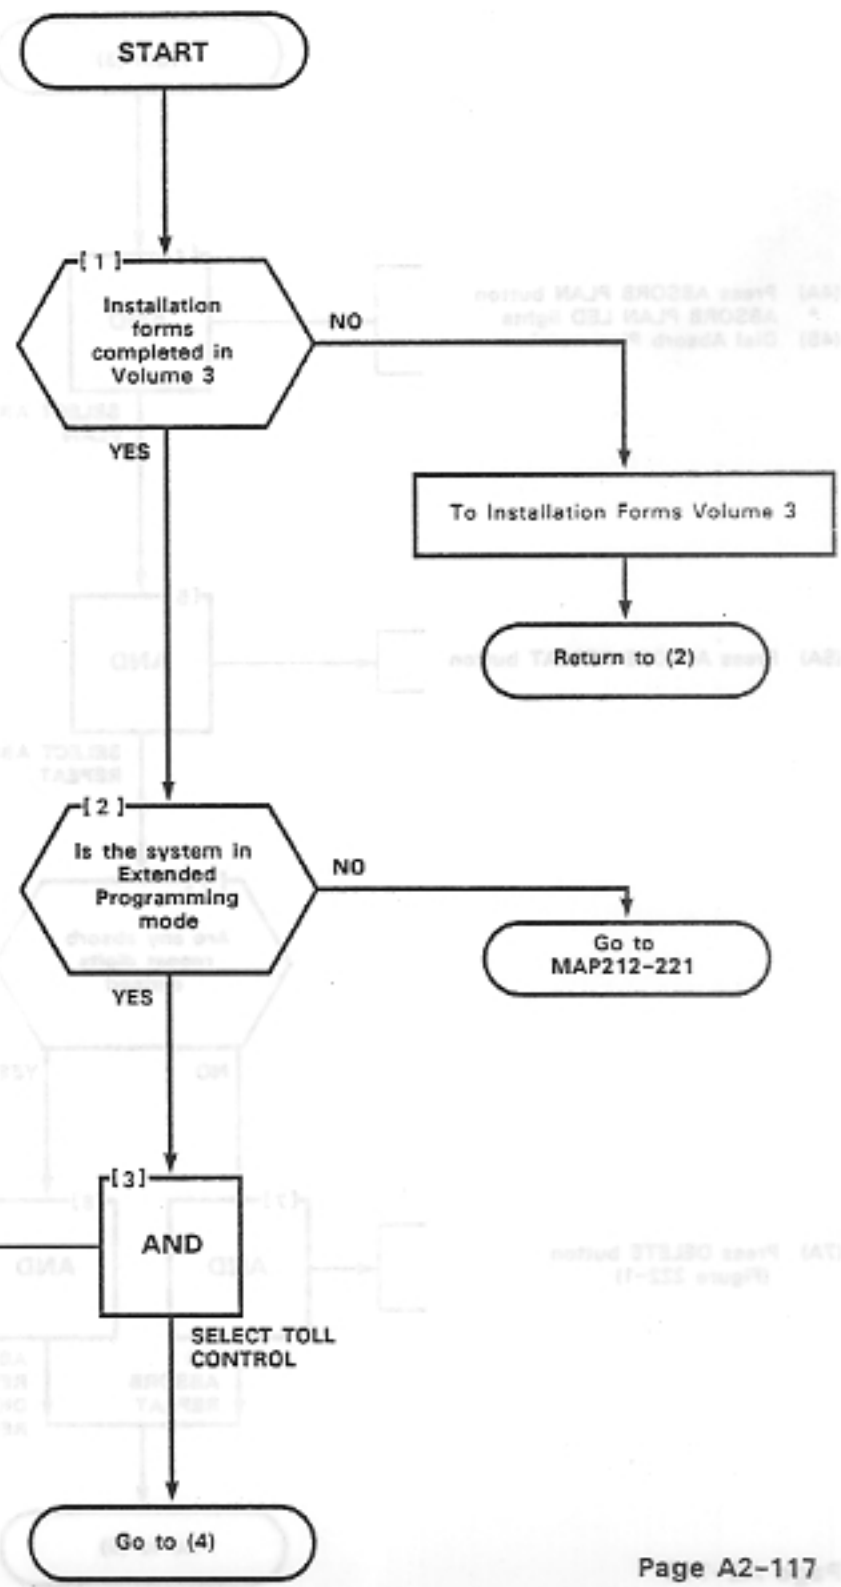 START
[1]
Installation
forms
completed in
Volume 3
NO
YES
To Installation Forms Volume 3
Return to (2)
[2]
Is the system in
Extended
Programming
mode
NO
YES
Go to
MAP212-221
[3]
AND
SELECT TOLL
CONTROL
Go to (4)
Page A2-117